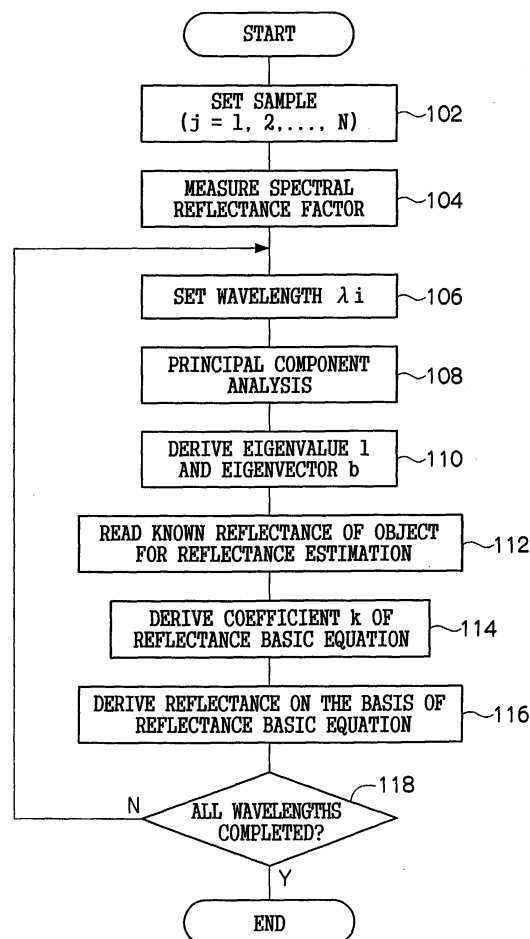 START
SET SAMPLE
(j = 1, 2,..., N)
102
MEASURE SPECTRAL
REFLECTANCE FACTOR
104
SET WAVELENGTH λi
106
PRINCIPAL COMPONENT
ANALYSIS
108
DERIVE EIGENVALUE l
AND EIGENVECTOR b
110
READ KNOWN REFLECTANCE OF OBJECT
FOR REFLECTANCE ESTIMATION
112
DERIVE COEFFICIENT k OF
REFLECTANCE BASIC EQUATION
114
DERIVE REFLECTANCE ON THE BASIS OF
REFLECTANCE BASIC EQUATION
116
118
N
ALL WAVELENGTHS
COMPLETED?
Y
END